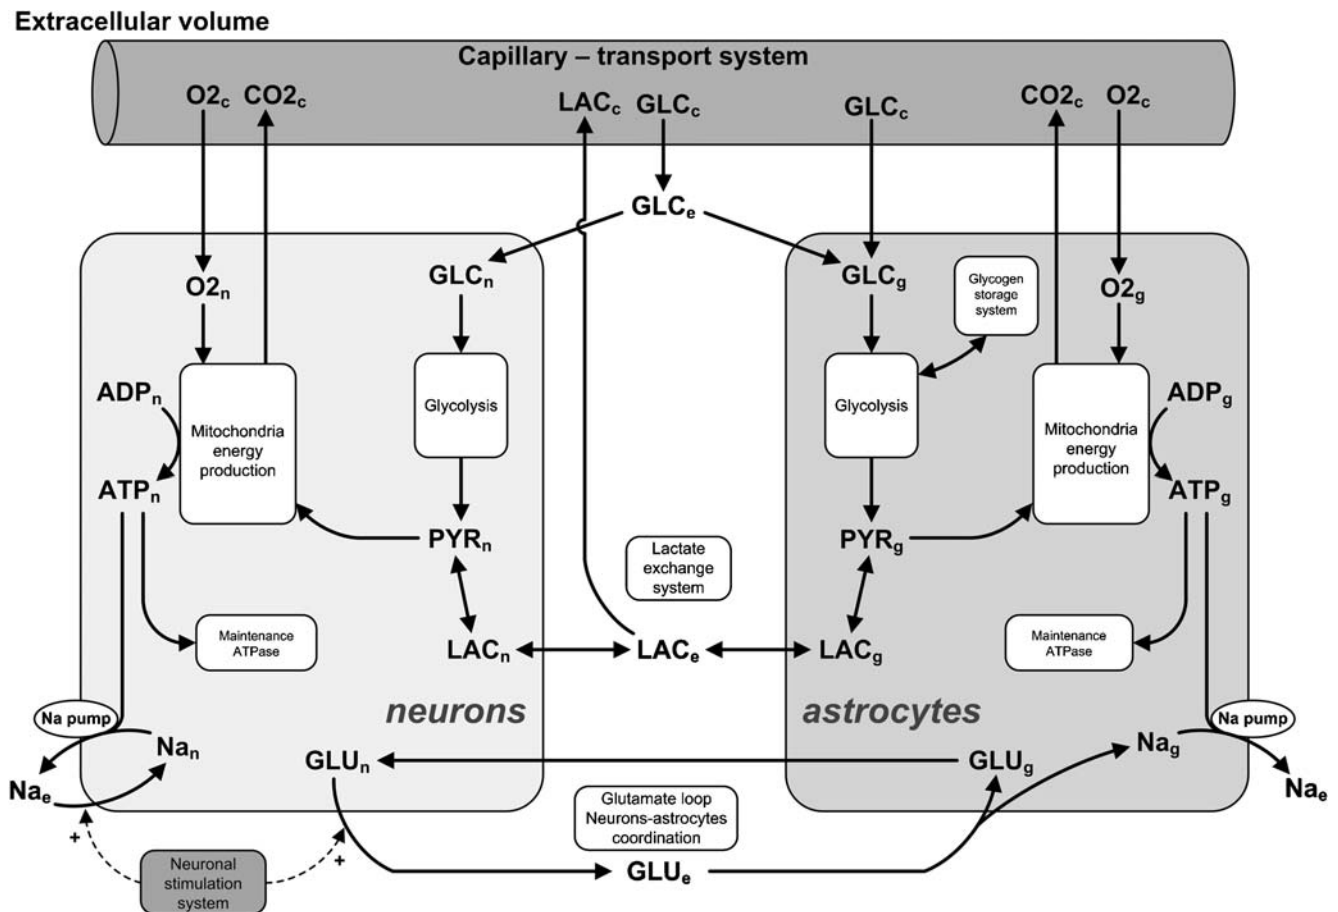 Extracellular volume
Capillary – transport system
O2c CO2c LACc GLCc GLCc CO2c O2c
GLCe
GLCn
GLCg
Glycogen
storage
system
O2n
O2g
ADPn
Mitochondria
energy
production
Glycolysis
Glycolysis
Mitochondria
energy
production
ADPg
ATPn
ATPg
PYRn
PYRg
Lactate
exchange
system
Maintenance
ATPase
LACn
LACe
LACg
Maintenance
ATPase
neurons
astrocytes
Na pump
Na pump
Nan
Nag
GLUn
GLUg
Nae
Nae
Glutamate loop
Neurons-astrocytes
coordination
+
+
Neuronal
stimulation
system
GLUe